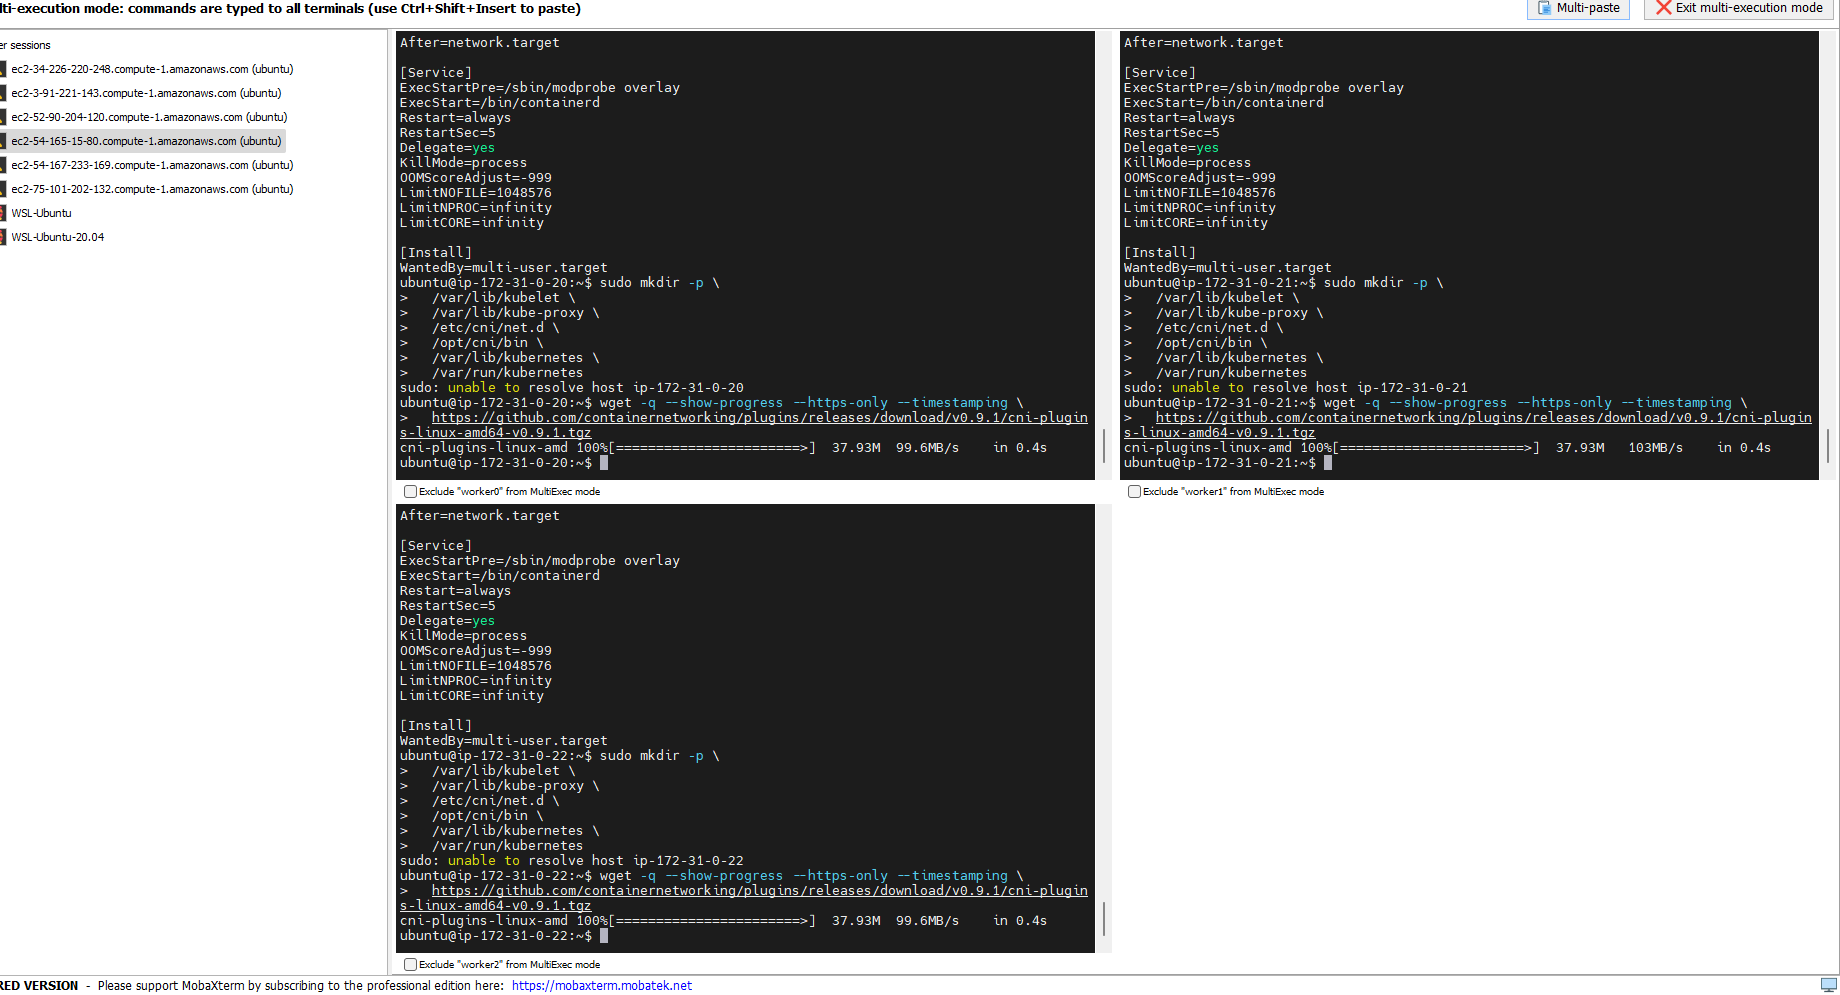 lti-execution mode: commands are typed to all terminals (use Ctrl+Shift+Insert to paste)
Multi-paste
Exit multi-execution mode
er sessions
ec2-34-226-220-248.compute-1.amazonaws.com (ubuntu)
ec2-3-91-221-143.compute-1.amazonaws.com (ubuntu)
ec2-52-90-204-120.compute-1.amazonaws.com (ubuntu)
ec2-54-165-15-80.compute-1.amazonaws.com (ubuntu)
ec2-54-167-233-169.compute-1.amazonaws.com (ubuntu)
ec2-75-101-202-132.compute-1.amazonaws.com (ubuntu)
WSL-Ubuntu
WSL-Ubuntu-20.04
After=network.target
[Service]
ExecStartPre=/sbin/modprobe overlay
ExecStart=/bin/containerd
Restart=always
RestartSec=5
Delegate=yes
KillMode=process
OOMScoreAdjust=-999
LimitNOFILE=1048576
LimitNPROC=infinity
LimitCORE=infinity
[Install]
WantedBy=multi-user.target
ubuntu@ip-172-31-0-20:~$ sudo mkdir -p \
>   /var/lib/kubelet \
>   /var/lib/kube-proxy \
>   /etc/cni/net.d \
>   /opt/cni/bin \
>   /var/lib/kubernetes \
>   /var/run/kubernetes
sudo: unable to resolve host ip-172-31-0-20
ubuntu@ip-172-31-0-20:~$ wget -q --show-progress --https-only --timestamping \
>   https://github.com/containernetworking/plugins/releases/download/v0.9.1/cni-plugin
s-linux-amd64-v0.9.1.tgz
cni-plugins-linux-amd 100%[=======================>]  37.93M  99.6MB/s    in 0.4s
ubuntu@ip-172-31-0-20:~$
Exclude "worker0" from MultiExec mode
After=network.target
[Service]
ExecStartPre=/sbin/modprobe overlay
ExecStart=/bin/containerd
Restart=always
RestartSec=5
Delegate=yes
KillMode=process
OOMScoreAdjust=-999
LimitNOFILE=1048576
LimitNPROC=infinity
LimitCORE=infinity
[Install]
WantedBy=multi-user.target
ubuntu@ip-172-31-0-21:~$ sudo mkdir -p \
>   /var/lib/kubelet \
>   /var/lib/kube-proxy \
>   /etc/cni/net.d \
>   /opt/cni/bin \
>   /var/lib/kubernetes \
>   /var/run/kubernetes
sudo: unable to resolve host ip-172-31-0-21
ubuntu@ip-172-31-0-21:~$ wget -q --show-progress --https-only --timestamping \
>   https://github.com/containernetworking/plugins/releases/download/v0.9.1/cni-plugin
s-linux-amd64-v0.9.1.tgz
cni-plugins-linux-amd 100%[=======================>]  37.93M   103MB/s    in 0.4s
ubuntu@ip-172-31-0-21:~$
Exclude "worker1" from MultiExec mode
After=network.target
[Service]
ExecStartPre=/sbin/modprobe overlay
ExecStart=/bin/containerd
Restart=always
RestartSec=5
Delegate=yes
KillMode=process
OOMScoreAdjust=-999
LimitNOFILE=1048576
LimitNPROC=infinity
LimitCORE=infinity
[Install]
WantedBy=multi-user.target
ubuntu@ip-172-31-0-22:~$ sudo mkdir -p \
>   /var/lib/kubelet \
>   /var/lib/kube-proxy \
>   /etc/cni/net.d \
>   /opt/cni/bin \
>   /var/lib/kubernetes \
>   /var/run/kubernetes
sudo: unable to resolve host ip-172-31-0-22
ubuntu@ip-172-31-0-22:~$ wget -q --show-progress --https-only --timestamping \
>   https://github.com/containernetworking/plugins/releases/download/v0.9.1/cni-plugin
s-linux-amd64-v0.9.1.tgz
cni-plugins-linux-amd 100%[=======================>]  37.93M  99.6MB/s    in 0.4s
ubuntu@ip-172-31-0-22:~$
Exclude "worker2" from MultiExec mode
RED VERSION  -  Please support MobaXterm by subscribing to the professional edition here:  https://mobaxterm.mobatek.net